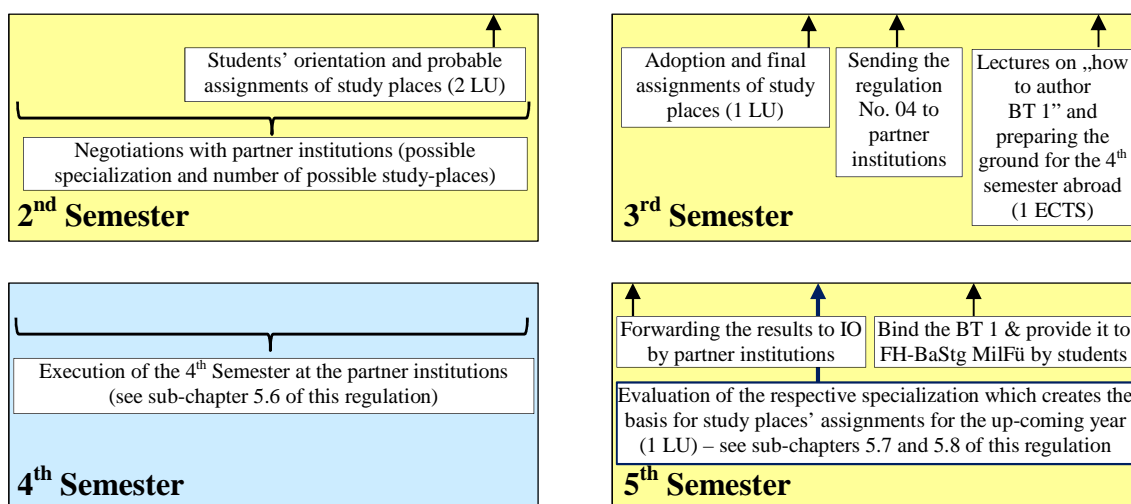 Students’ orientation and probable
assignments of study places (2 LU)
Negotiations with partner institutions (possible
specialization and number of possible study-places)
2nd Semester
Adoption and final
assignments of study
places (1 LU)
Sending the
regulation
No. 04 to
partner
institutions
Lectures on „how
to author
BT 1” and
preparing the
ground for the 4th
semester abroad
(1 ECTS)
3rd Semester
Execution of the 4th Semester at the partner institutions
(see sub-chapter 5.6 of this regulation)
4th Semester
Forwarding the results to IO
by partner institutions
Bind the BT 1 & provide it to
FH-BaStg MilFü by students
Evaluation of the respective specialization which creates the
basis for study places’ assignments for the up-coming year
(1 LU) – see sub-chapters 5.7 and 5.8 of this regulation
5th Semester